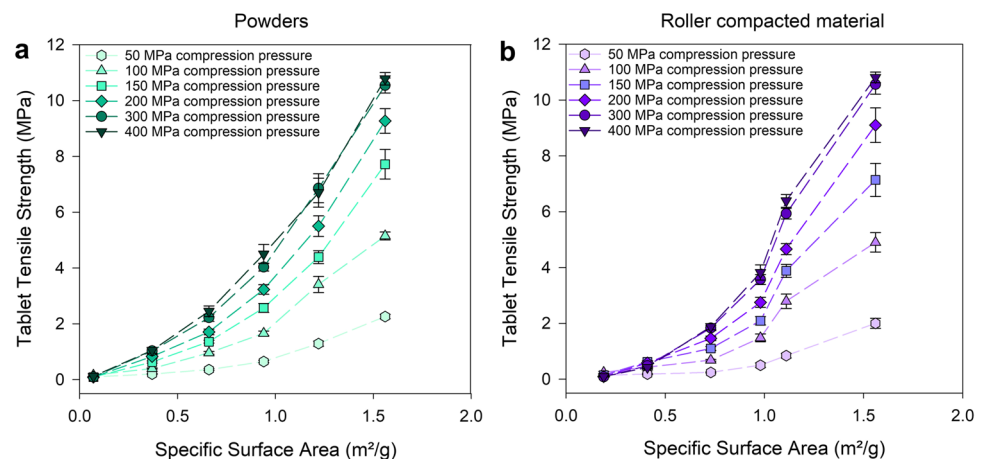 Powders
a
12
10
8
6
4
2
0
Tablet Tensile Strength (MPa)
50 MPa compression pressure
100 MPa compression pressure
150 MPa compression pressure
200 MPa compression pressure
300 MPa compression pressure
400 MPa compression pressure
0.0 0.5 1.0 1.5 2.0
Specific Surface Area (m²/g)
Roller compacted material
b
12
10
8
6
4
2
0
Tablet Tensile Strength (MPa)
50 MPa compression pressure
100 MPa compression pressure
150 MPa compression pressure
200 MPa compression pressure
300 MPa compression pressure
400 MPa compression pressure
0.0 0.5 1.0 1.5 2.0
Specific Surface Area (m²/g)